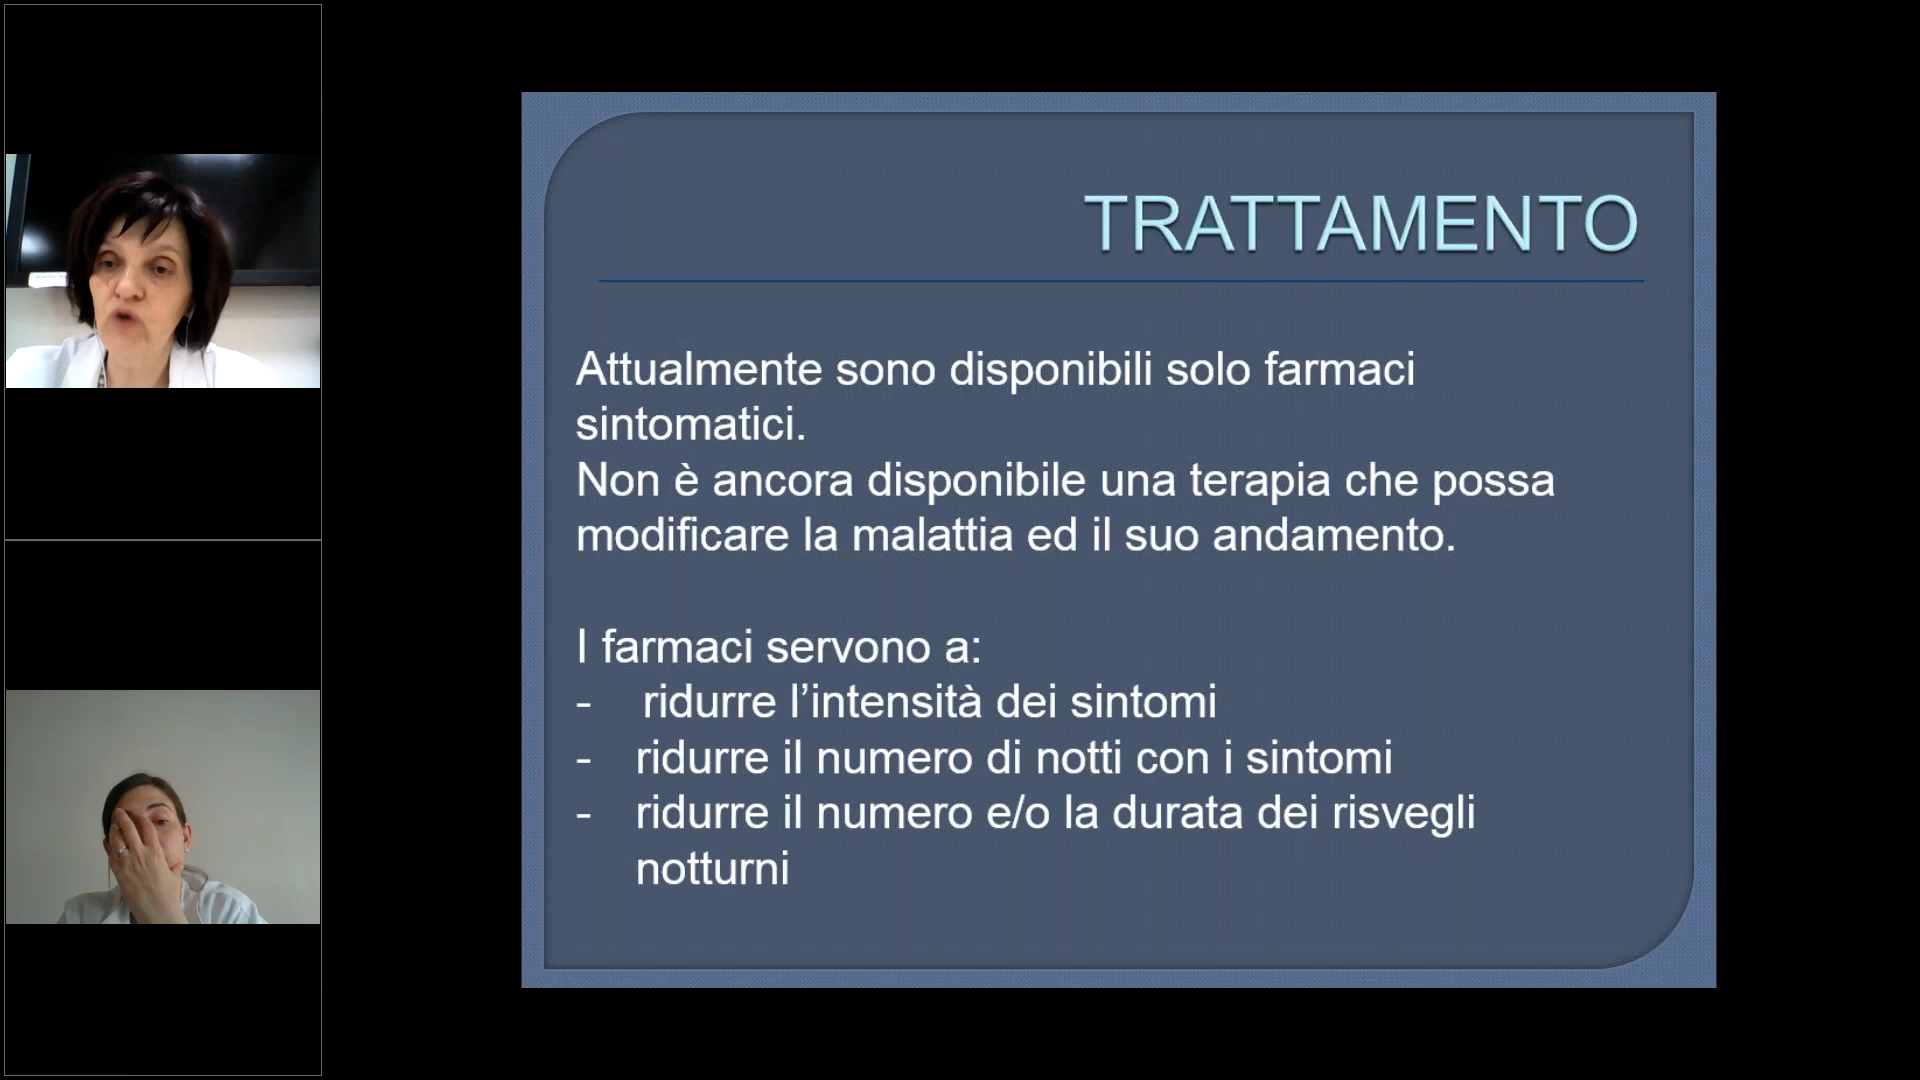 TRATTAMENTO
Attualmente sono disponibili solo farmaci
sintomatici.
Non è ancora disponibile una terapia che possa
modificare la malattia ed il suo andamento.
I farmaci servono a:
- ridurre l’intensità dei sintomi
- ridurre il numero di notti con i sintomi
- ridurre il numero e/o la durata dei risvegli
notturni